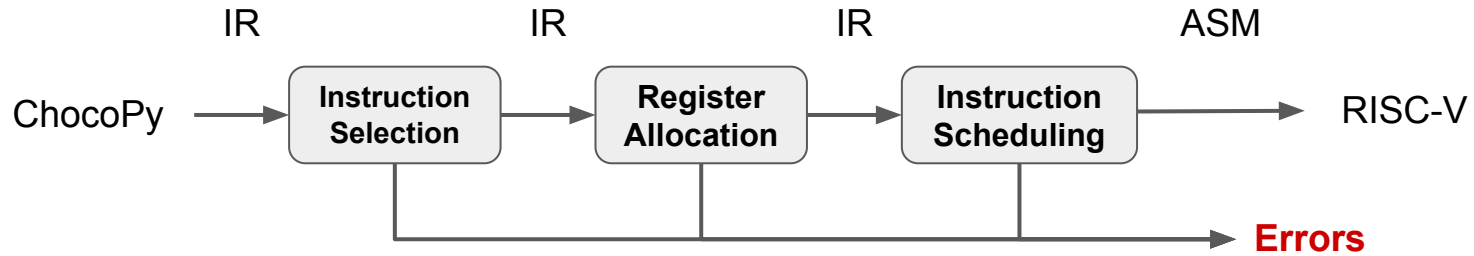 IR
IR
IR
ASM
ChocoPy
Instruction
Selection
Register
Allocation
Instruction
Scheduling
RISC-V
Errors